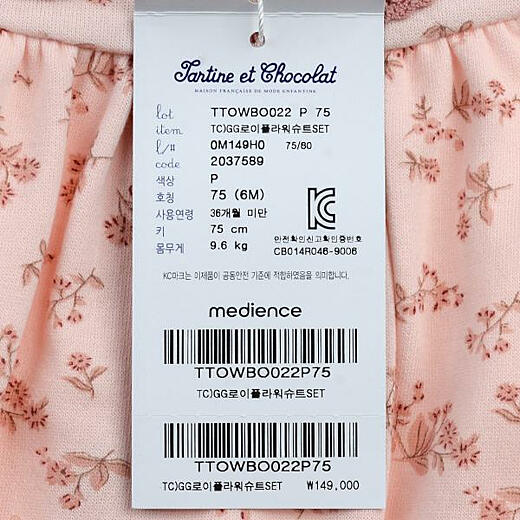 Tartine et Chocolat
MAISON FRANÇAISE DE MODE ENFANTINE
lot TTOWBO022 P 75
item TC)GG로이플라워슈트SET
l/# 0M149H0 75/80
code 2037589
색상 P
호칭 75 (6M)
사용연령 36개월 미만
키 75 cm
몸무게 9.6 kg
안전확인신고확인증번호
CB014R046-9006
KC마크는 이제품이 공통안전 기준에 적합하였음을 의미합니다.
medience
TTOWBO022P75
TC)GG로이플라워슈트SET
TTOWBO022P75
TC)GG로이플라워슈트SET ₩149,000